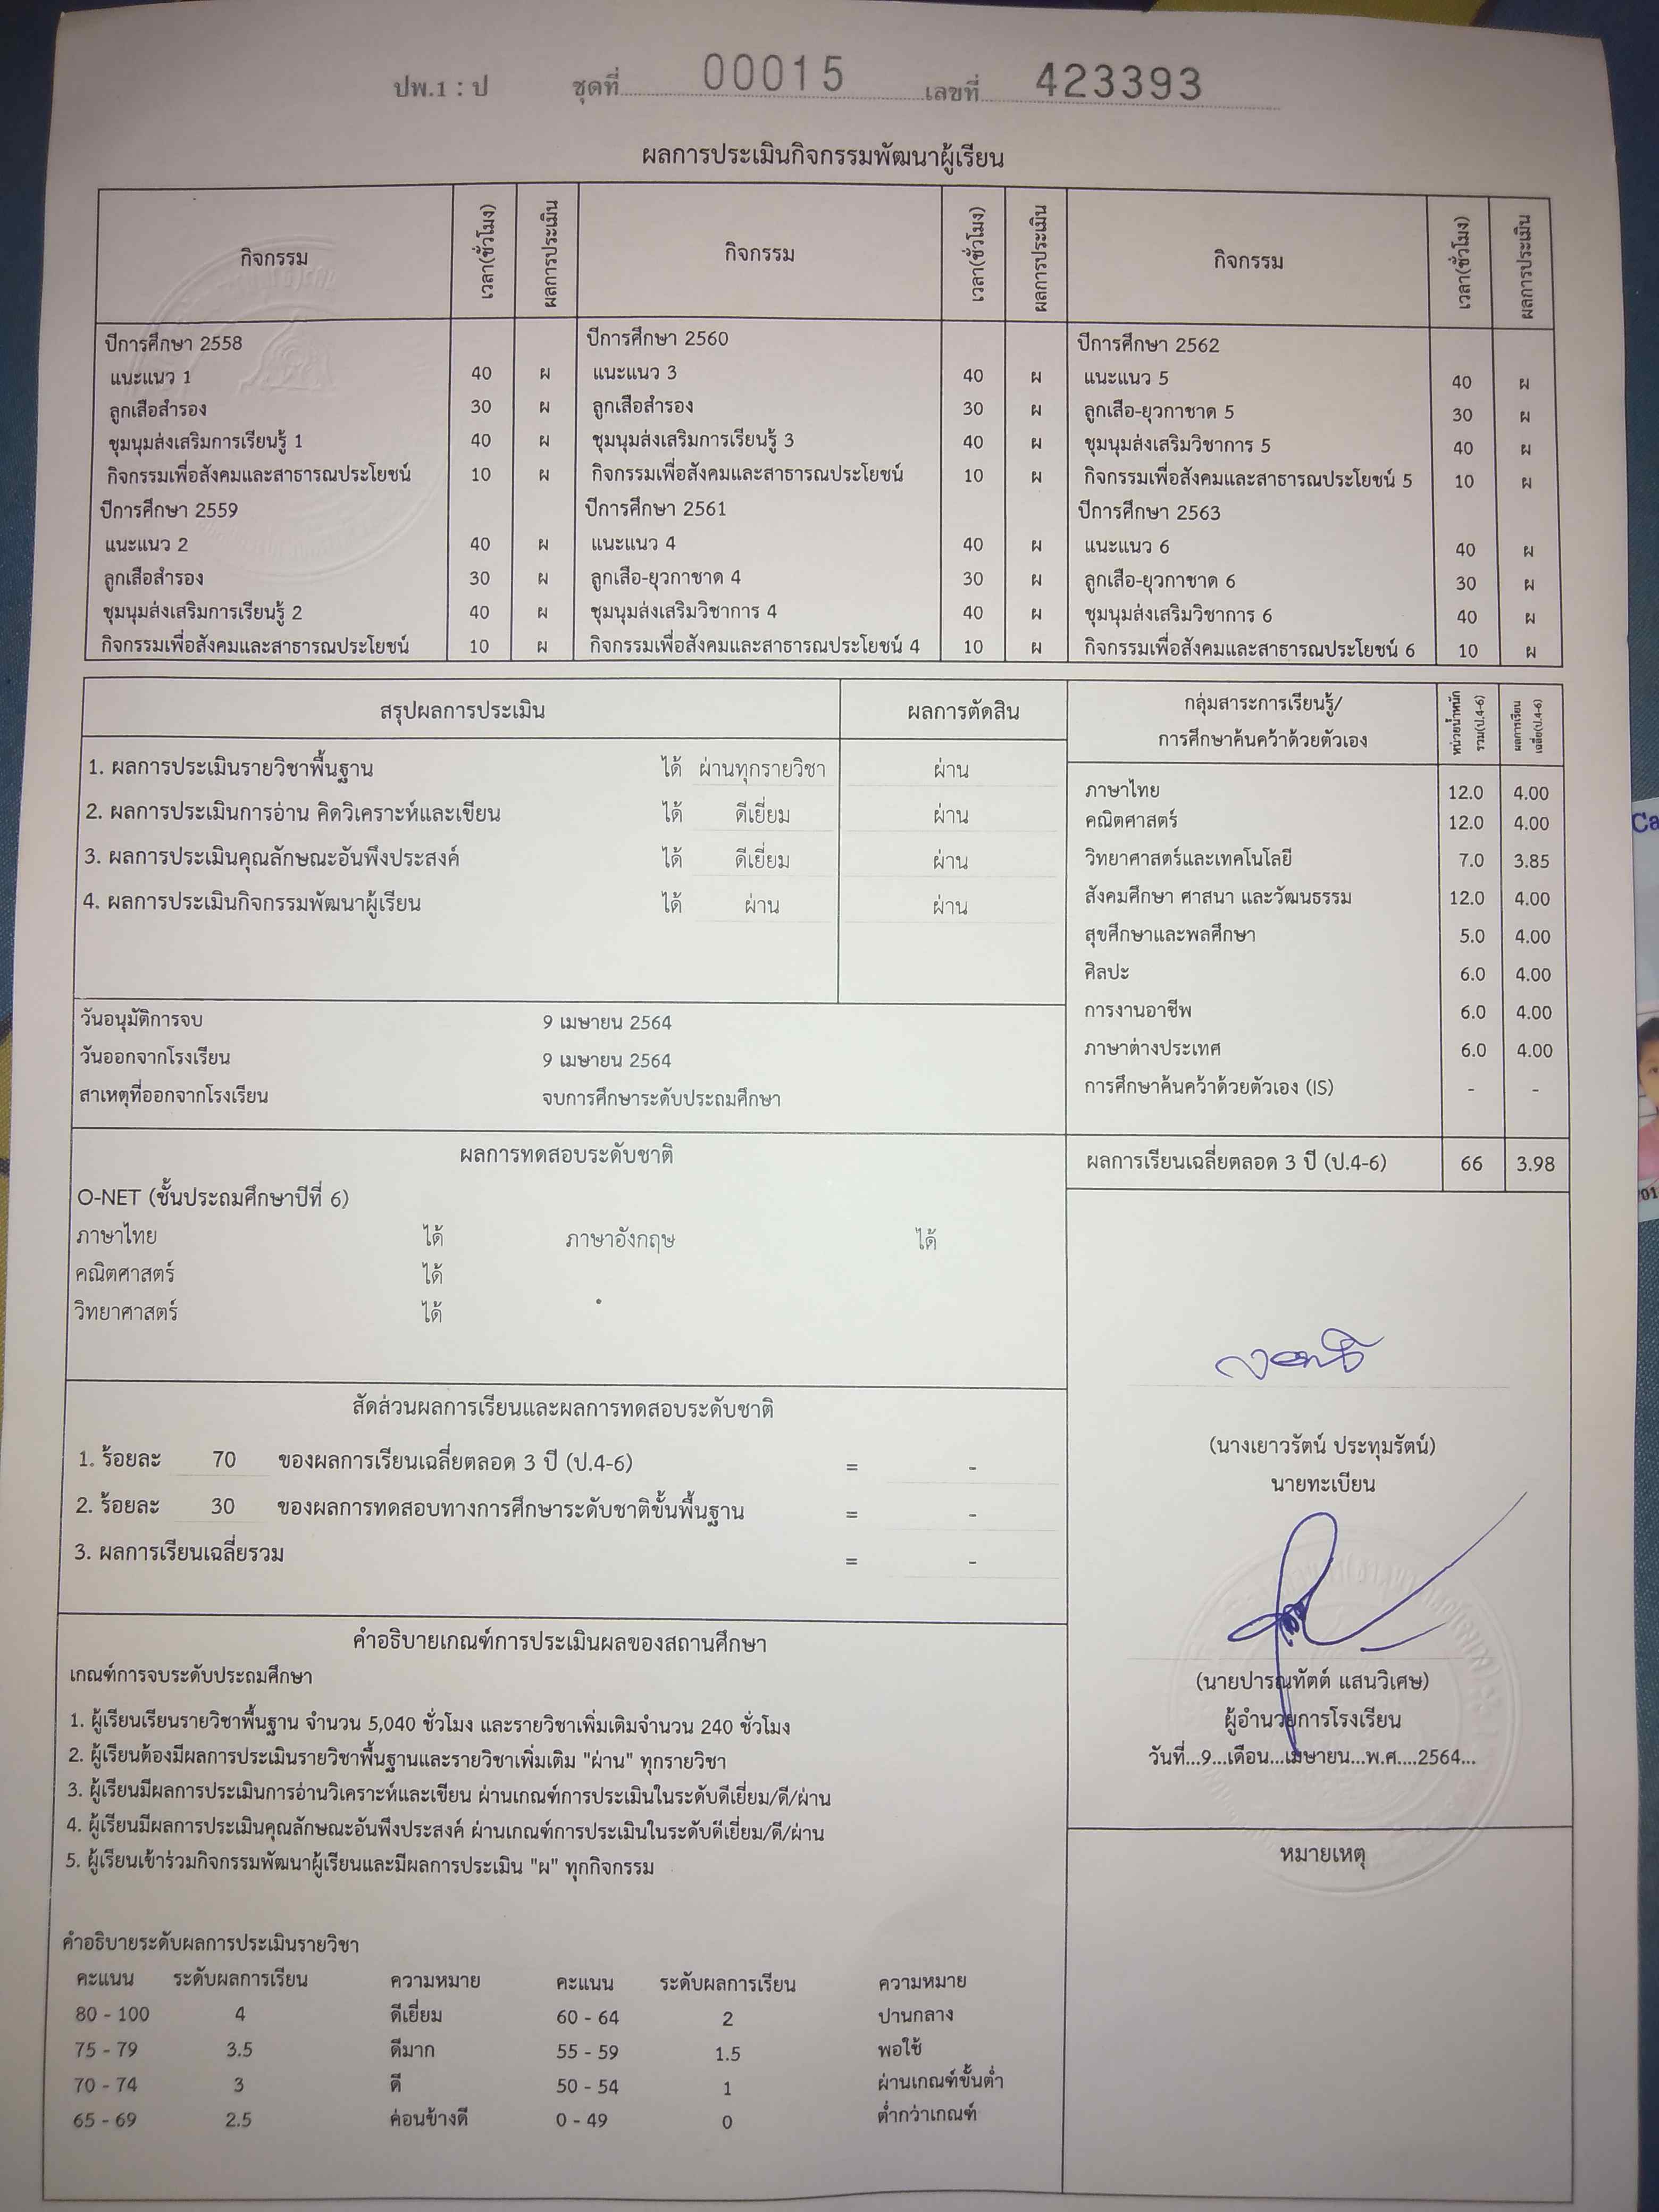 ปพ.1 : ป ชุดที่ 00015 เลขที่ 423393
ผลการประเมินกิจกรรมพัฒนาผู้เรียน
กิจกรรม เวลา(ชั่วโมง) ผลการประเมิน กิจกรรม เวลา(ชั่วโมง) ผลการประเมิน กิจกรรม เวลา(ชั่วโมง) ผลการประเมิน
ปีการศึกษา 2558 ปีการศึกษา 2560 ปีการศึกษา 2562
แนะแนว 1 40 ผ แนะแนว 3 40 ผ แนะแนว 5 40 ผ
ลูกเสือสำรอง 30 ผ ลูกเสือสำรอง 30 ผ ลูกเสือ-ยุวกาชาด 5 30 ผ
ชุมนุมส่งเสริมการเรียนรู้ 1 40 ผ ชุมนุมส่งเสริมการเรียนรู้ 3 40 ผ ชุมนุมส่งเสริมวิชาการ 5 40 ผ
กิจกรรมเพื่อสังคมและสาธารณประโยชน์ 10 ผ กิจกรรมเพื่อสังคมและสาธารณประโยชน์ 10 ผ กิจกรรมเพื่อสังคมและสาธารณประโยชน์ 5 10 ผ
ปีการศึกษา 2559 ปีการศึกษา 2561 ปีการศึกษา 2563
แนะแนว 2 40 ผ แนะแนว 4 40 ผ แนะแนว 6 40 ผ
ลูกเสือสำรอง 30 ผ ลูกเสือ-ยุวกาชาด 4 30 ผ ลูกเสือ-ยุวกาชาด 6 30 ผ
ชุมนุมส่งเสริมการเรียนรู้ 2 40 ผ ชุมนุมส่งเสริมวิชาการ 4 40 ผ ชุมนุมส่งเสริมวิชาการ 6 40 ผ
กิจกรรมเพื่อสังคมและสาธารณประโยชน์ 10 ผ กิจกรรมเพื่อสังคมและสาธารณประโยชน์ 4 10 ผ กิจกรรมเพื่อสังคมและสาธารณประโยชน์ 6 10 ผ
สรุปผลการประเมิน ผลการตัดสิน
1. ผลการประเมินรายวิชาพื้นฐาน ได้ ผ่านทุกรายวิชา ผ่าน
2. ผลการประเมินการอ่าน คิดวิเคราะห์และเขียน ได้ ดีเยี่ยม ผ่าน
3. ผลการประเมินคุณลักษณะอันพึงประสงค์ ได้ ดีเยี่ยม ผ่าน
4. ผลการประเมินกิจกรรมพัฒนาผู้เรียน ได้ ผ่าน ผ่าน
วันอนุมัติการจบ 9 เมษายน 2564
วันออกจากโรงเรียน 9 เมษายน 2564
สาเหตุที่ออกจากโรงเรียน จบการศึกษาระดับประถมศึกษา
ผลการทดสอบระดับชาติ
O-NET (ชั้นประถมศึกษาปีที่ 6)
ภาษาไทย ได้ ภาษาอังกฤษ ได้
คณิตศาสตร์ ได้
วิทยาศาสตร์ ได้
สัดส่วนผลการเรียนและผลการทดสอบระดับชาติ
1. ร้อยละ 70 ของผลการเรียนเฉลี่ยตลอด 3 ปี (ป.4-6) = -
2. ร้อยละ 30 ของผลการทดสอบทางการศึกษาระดับชาติขั้นพื้นฐาน = -
3. ผลการเรียนเฉลี่ยรวม = -
คำอธิบายเกณฑ์การประเมินผลของสถานศึกษา
เกณฑ์การจบระดับประถมศึกษา
1. ผู้เรียนเรียนรายวิชาพื้นฐาน จำนวน 5,040 ชั่วโมง และรายวิชาเพิ่มเติมจำนวน 240 ชั่วโมง
2. ผู้เรียนต้องมีผลการประเมินรายวิชาพื้นฐานและรายวิชาเพิ่มเติม "ผ่าน" ทุกรายวิชา
3. ผู้เรียนมีผลการประเมินการอ่านวิเคราะห์และเขียน ผ่านเกณฑ์การประเมินในระดับดีเยี่ยม/ดี/ผ่าน
4. ผู้เรียนมีผลการประเมินคุณลักษณะอันพึงประสงค์ ผ่านเกณฑ์การประเมินในระดับดีเยี่ยม/ดี/ผ่าน
5. ผู้เรียนเข้าร่วมกิจกรรมพัฒนาผู้เรียนและมีผลการประเมิน "ผ" ทุกกิจกรรม
คำอธิบายระดับผลการประเมินรายวิชา
คะแนน ระดับผลการเรียน ความหมาย คะแนน ระดับผลการเรียน ความหมาย
80 - 100 4 ดีเยี่ยม 60 - 64 2 ปานกลาง
75 - 79 3.5 ดีมาก 55 - 59 1.5 พอใช้
70 - 74 3 ดี 50 - 54 1 ผ่านเกณฑ์ขั้นต่ำ
65 - 69 2.5 ค่อนข้างดี 0 - 49 0 ต่ำกว่าเกณฑ์
กลุ่มสาระการเรียนรู้/
การศึกษาค้นคว้าด้วยตัวเอง
หน่วยน้ำหนัก
รวม(ป.4-6)
ผลการเรียน
เฉลี่ย(ป.4-6)
ภาษาไทย 12.0 4.00
คณิตศาสตร์ 12.0 4.00
วิทยาศาสตร์และเทคโนโลยี 7.0 3.85
สังคมศึกษา ศาสนา และวัฒนธรรม 12.0 4.00
สุขศึกษาและพลศึกษา 5.0 4.00
ศิลปะ 6.0 4.00
การงานอาชีพ 6.0 4.00
ภาษาต่างประเทศ 6.0 4.00
การศึกษาค้นคว้าด้วยตัวเอง (IS) - -
ผลการเรียนเฉลี่ยตลอด 3 ปี (ป.4-6) 66 3.98
(นางเยาวรัตน์ ประทุมรัตน์)
นายทะเบียน
(นายปารณทัตต์ แสนวิเศษ)
ผู้อำนวยการโรงเรียน
วันที่...9...เดือน...เมษายน...พ.ศ....2564...
หมายเหตุ